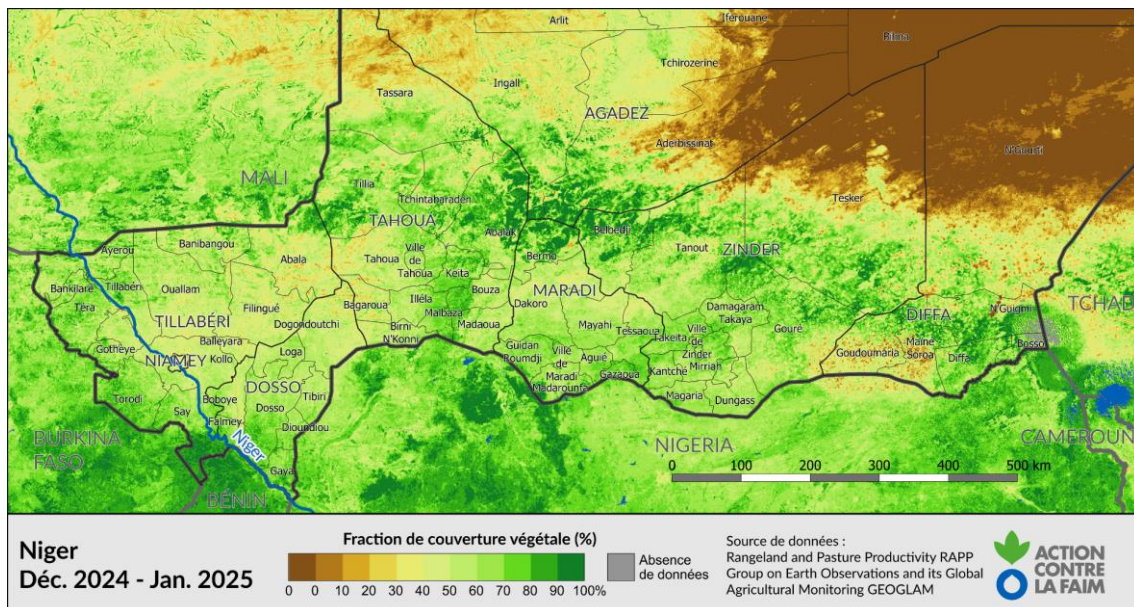 Arlit
Iférouane
Bilma
Tchirozerine
Ingall
Tassara
AGADEZ
Aderbissinat
N'Gourti
MALI
Tillia
Tchintabaraden
Tesker
TAHOUA
Abalak
Belbedji
Ayerou
Banibangou
Abala
Ville
de
Tahoua
Tahoua
Keita
Bermo
Tanout
ZINDER
Bankilaré
Tillabéri
Ouallam
Téra
Filingué
Bagaroua
Illéla
Bouza
MARADI
Dakoro
TCHAD
N'Guigmi
DIFFA
TILLABÉRI
Dogondoutchi
Birni
N'Konni
Malbaza
Madaoua
Mayahi
Tessaoua
Damagaram
Takaya
Gouré
Takeita
Ville
de
Zinder
Mirriah
Goudoumaria
Maine
Soroa
Diffa
Bosso
Balleyara
Gotheye
NIAMEY
Kollo
Loga
Guidan
Roumdji
Ville
de
Maradi
Aguié
Gazaoua
Kantché
Madarounfa
Magaria
Dungass
DOSSO
Tibiri
Torodi
Say
Boboye
Dosso
Falmey
Dioundiou
BURKINA
FASO
Niger
Gaya
BÉNIN
NIGERIA
CAMEROUN
0 100 200 300 400 500 km
Niger
Déc. 2024 - Jan. 2025
Fraction de couverture végétale (%)
0 0 10 20 30 40 50 60 70 80 90 100%
Absence
de données
Source de données :
Rangeland and Pasture Productivity RAPP
Group on Earth Observations and its Global
Agricultural Monitoring GEOGLAM
ACTION
CONTRE
LA FAIM